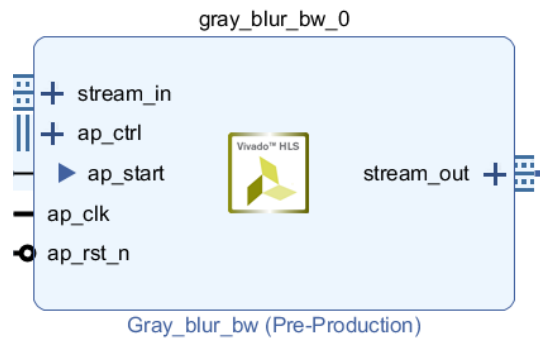 gray_blur_bw_0
stream_in
ap_ctrl
ap_start
ap_clk
ap_rst_n
Vivado™ HLS
stream_out
Gray_blur_bw (Pre-Production)